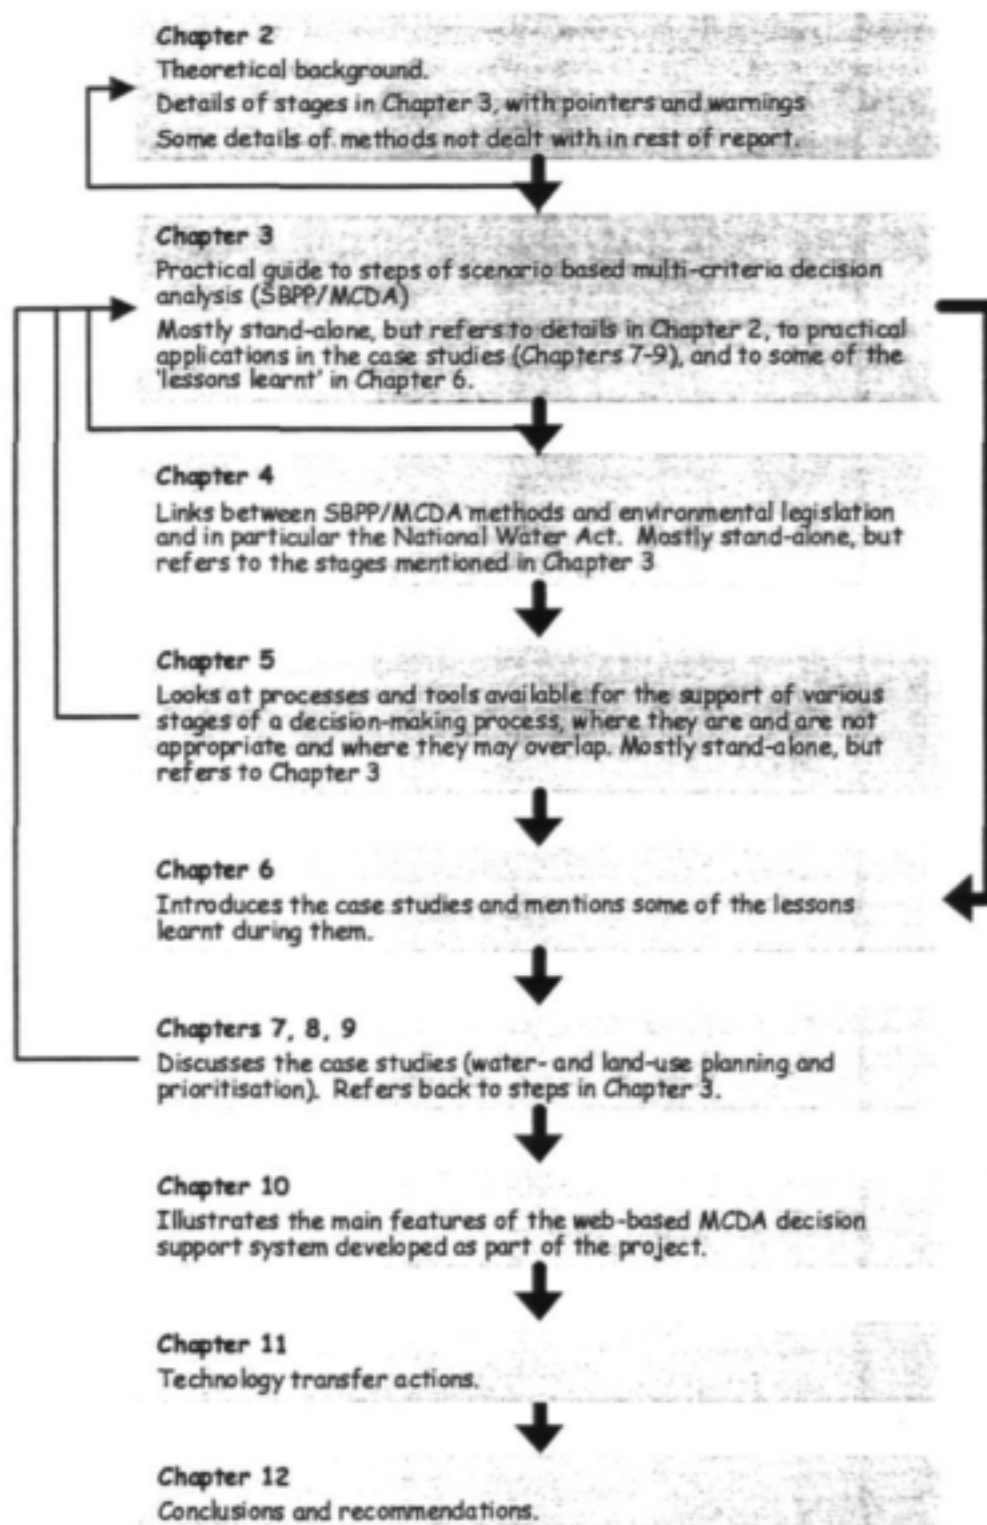 Chapter 2
Theoretical background.
Details of stages in Chapter 3, with pointers and warnings
Some details of methods not dealt with in rest of report.
Chapter 3
Practical guide to steps of scenario based multi-criteria decision
analysis (SBPP/MCDA)
Mostly stand-alone, but refers to details in Chapter 2, to practical
applications in the case studies (Chapters 7-9), and to some of the
'lessons learnt' in Chapter 6.
Chapter 4
Links between SBPP/MCDA methods and environmental legislation
and in particular the National Water Act. Mostly stand-alone, but
refers to the stages mentioned in Chapter 3
Chapter 5
Looks at processes and tools available for the support of various
stages of a decision-making process, where they are and are not
appropriate and where they may overlap. Mostly stand-alone, but
refers to Chapter 3
Chapter 6
Introduces the case studies and mentions some of the lessons
learnt during them.
Chapters 7, 8, 9
Discusses the case studies (water- and land-use planning and
prioritisation). Refers back to steps in Chapter 3.
Chapter 10
Illustrates the main features of the web-based MCDA decision
support system developed as part of the project.
Chapter 11
Technology transfer actions.
Chapter 12
Conclusions and recommendations.